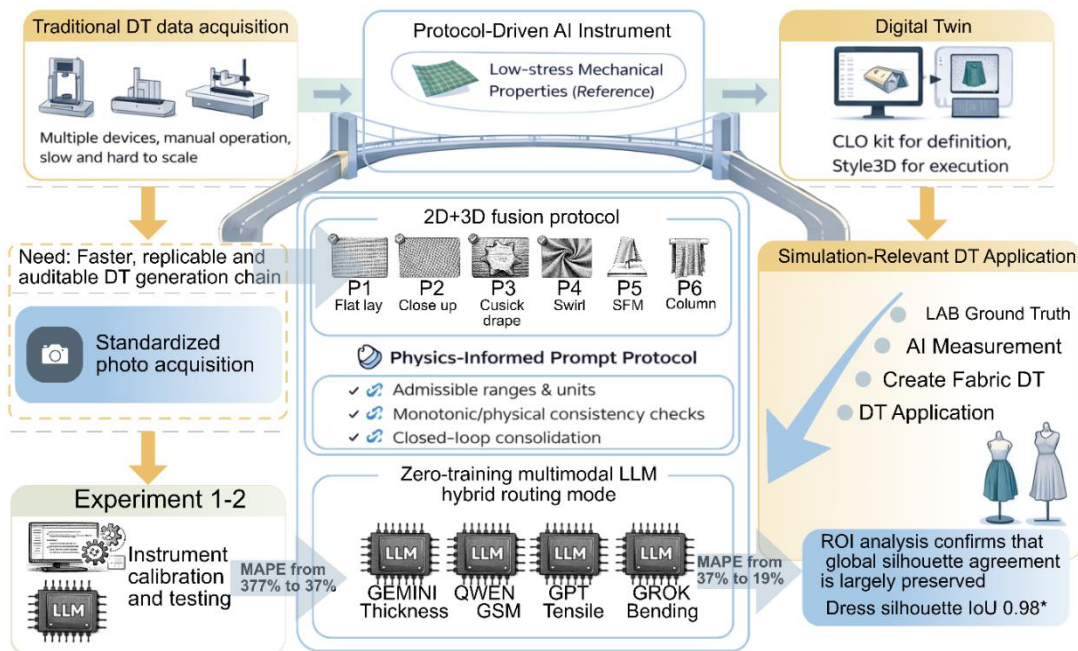 Traditional DT data acquisition
Multiple devices, manual operation,
slow and hard to scale
Protocol-Driven AI Instrument
Low-stress Mechanical
Properties (Reference)
Digital Twin
CLO kit for definition,
Style3D for execution
Need: Faster, replicable and
auditable DT generation chain
Standardized
photo acquisition
2D+3D fusion protocol
P1 P2 P3 P4 P5 P6
Flat lay Close up Cusick drape Swirl SFM Column
Physics-Informed Prompt Protocol
Admissible ranges & units
Monotonic/physical consistency checks
Closed-loop consolidation
Simulation-Relevant DT Application
LAB Ground Truth
AI Measurement
Create Fabric DT
DT Application
Experiment 1-2
LLM
Instrument
calibration
and testing
MAPE from
377% to 37%
Zero-training multimodal LLM
hybrid routing mode
LLM LLM LLM LLM
GEMINI QWEN GPT GROK
Thickness GSM Tensile Bending
MAPE from
37% to 19%
ROI analysis confirms that
global silhouette agreement
is largely preserved
Dress silhouette IoU 0.98*